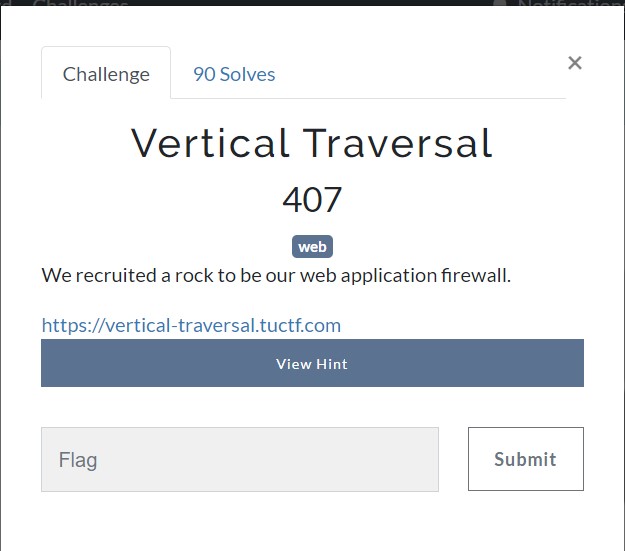 Challenge
90 Solves
×
Vertical Traversal
407
web
We recruited a rock to be our web application firewall.
https://vertical-traversal.tuctf.com
View Hint
Flag
Submit